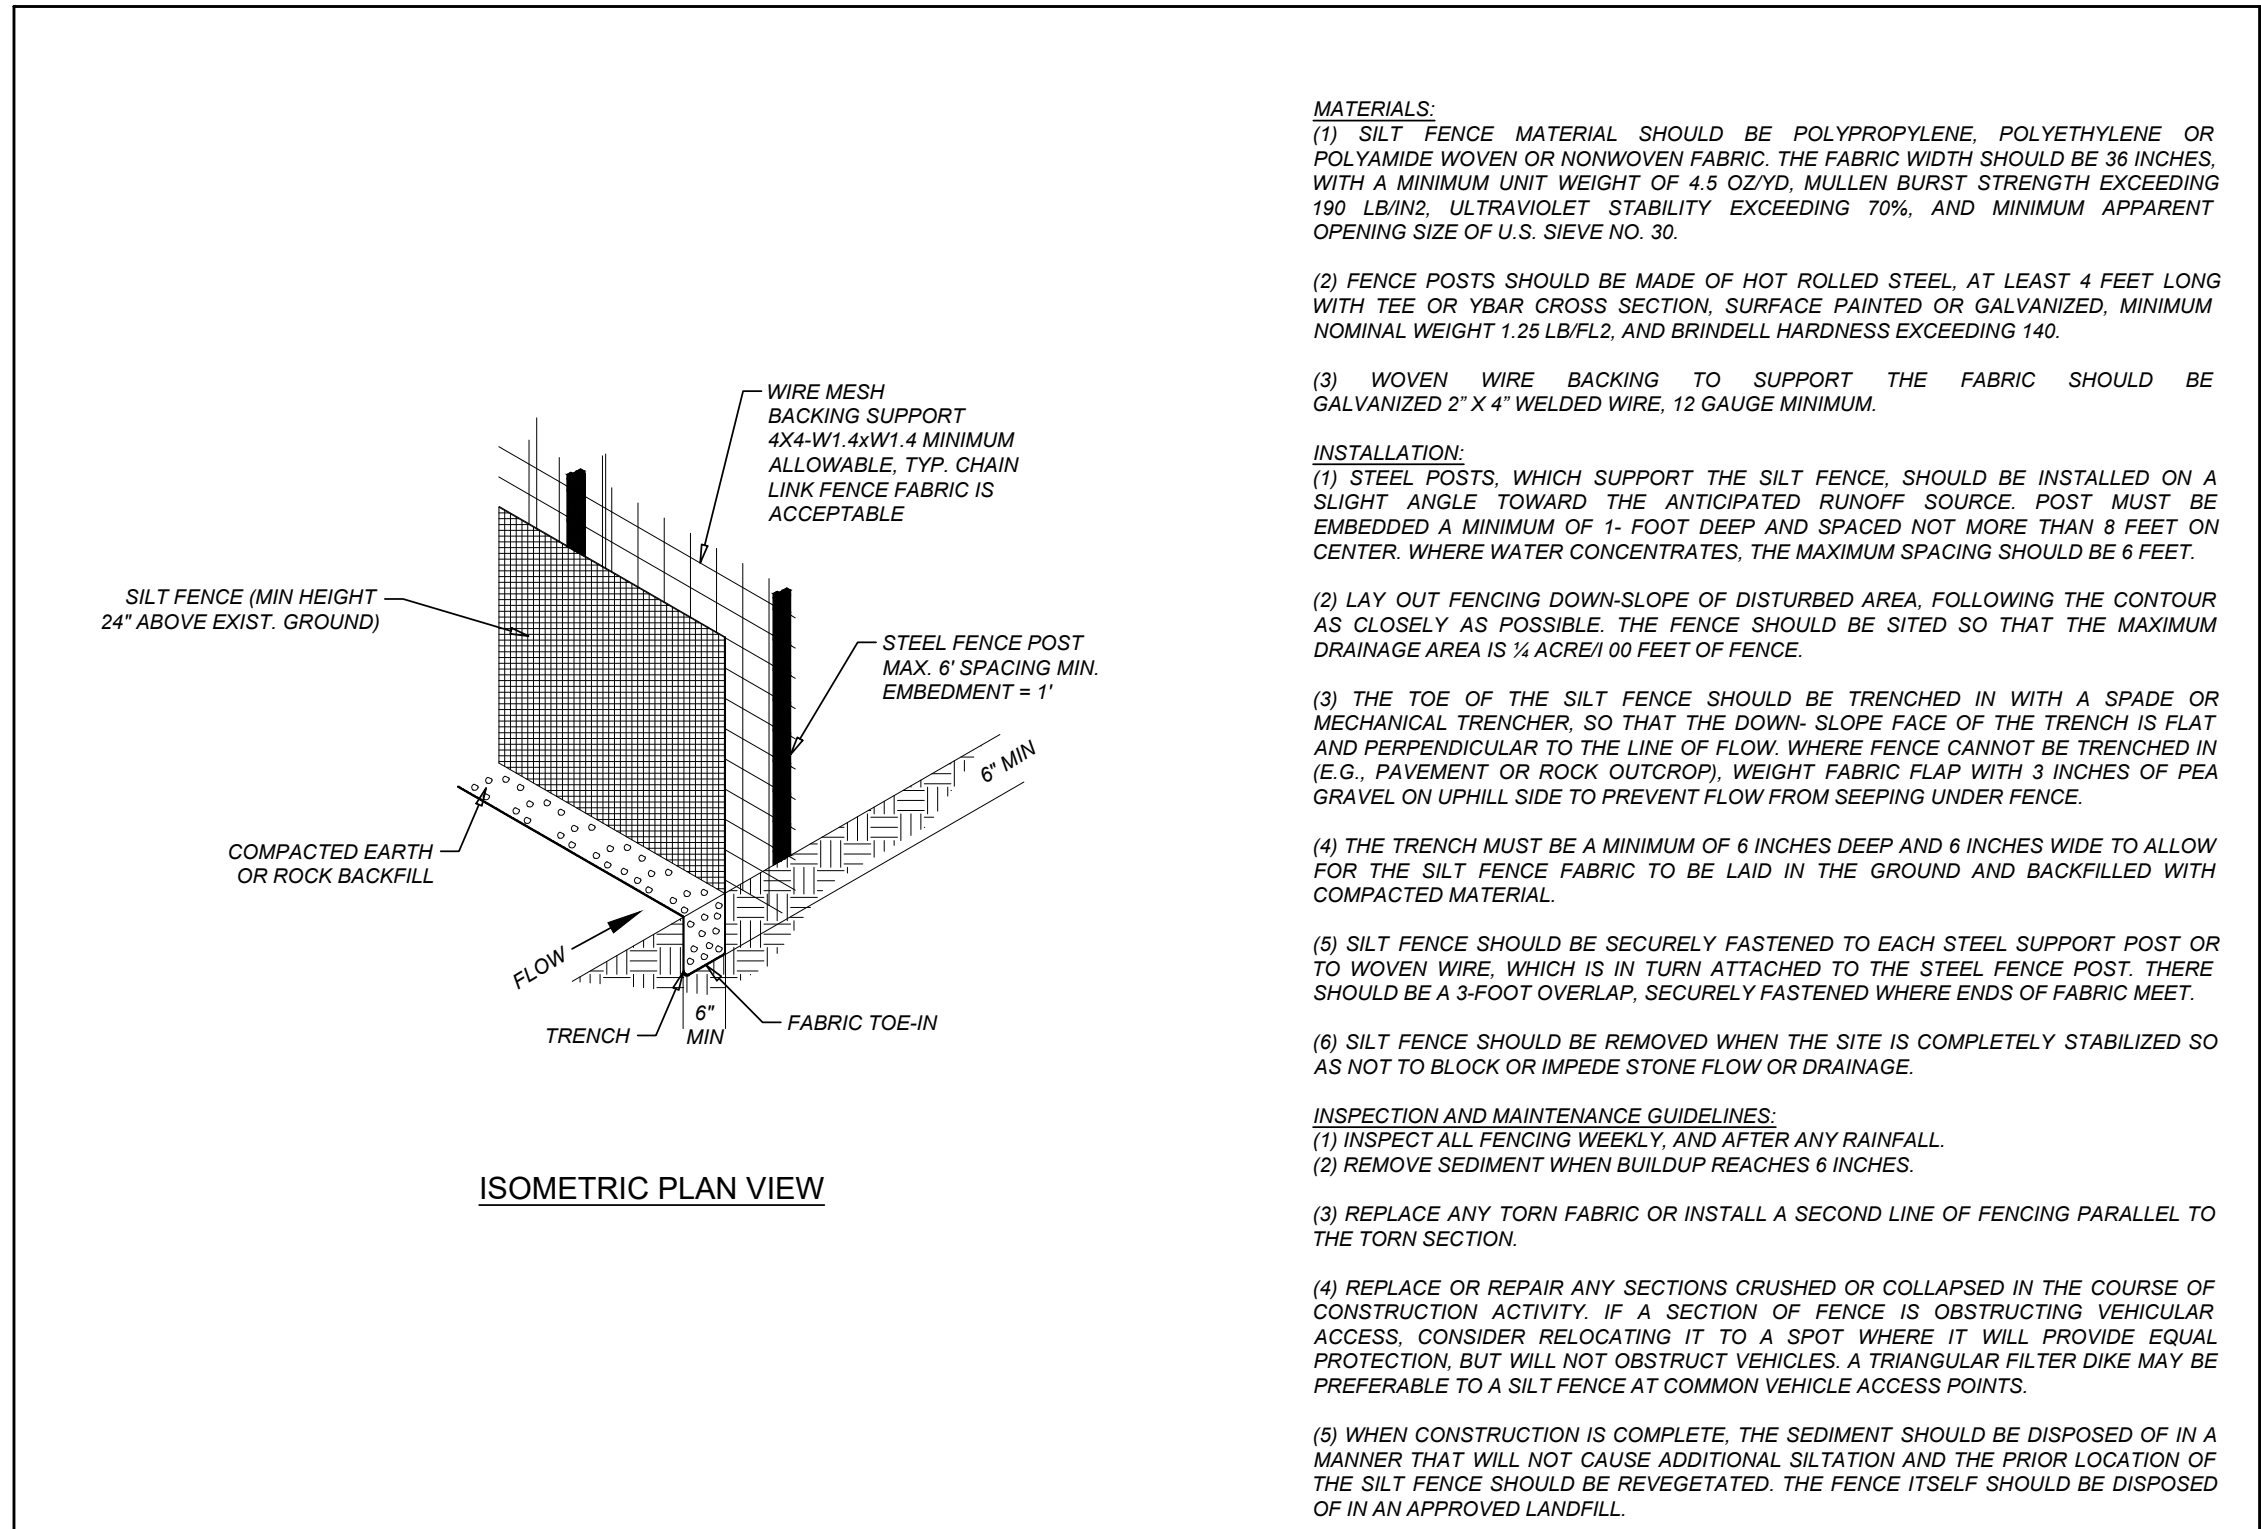 WIRE MESH
BACKING SUPPORT
4X4-W1.4xW1.4 MINIMUM
ALLOWABLE, TYP. CHAIN
LINK FENCE FABRIC IS
ACCEPTABLE
SILT FENCE (MIN HEIGHT
24" ABOVE EXIST. GROUND)
STEEL FENCE POST
MAX. 6' SPACING MIN.
EMBEDMENT = 1'
6" MIN
COMPACTED EARTH
OR ROCK BACKFILL
FLOW
6"
MIN
TRENCH
FABRIC TOE-IN
ISOMETRIC PLAN VIEW
MATERIALS:
(1) SILT FENCE MATERIAL SHOULD BE POLYPROPYLENE, POLYETHYLENE OR
POLYAMIDE WOVEN OR NONWOVEN FABRIC. THE FABRIC WIDTH SHOULD BE 36 INCHES,
WITH A MINIMUM UNIT WEIGHT OF 4.5 OZ/YD, MULLEN BURST STRENGTH EXCEEDING
190 LB/IN2, ULTRAVIOLET STABILITY EXCEEDING 70%, AND MINIMUM APPARENT
OPENING SIZE OF U.S. SIEVE NO. 30.
(2) FENCE POSTS SHOULD BE MADE OF HOT ROLLED STEEL, AT LEAST 4 FEET LONG
WITH TEE OR YBAR CROSS SECTION, SURFACE PAINTED OR GALVANIZED, MINIMUM
NOMINAL WEIGHT 1.25 LB/FL2, AND BRINDELL HARDNESS EXCEEDING 140.
(3) WOVEN WIRE BACKING TO SUPPORT THE FABRIC SHOULD BE
GALVANIZED 2” X 4” WELDED WIRE, 12 GAUGE MINIMUM.
INSTALLATION:
(1) STEEL POSTS, WHICH SUPPORT THE SILT FENCE, SHOULD BE INSTALLED ON A
SLIGHT ANGLE TOWARD THE ANTICIPATED RUNOFF SOURCE. POST MUST BE
EMBEDDED A MINIMUM OF 1- FOOT DEEP AND SPACED NOT MORE THAN 8 FEET ON
CENTER. WHERE WATER CONCENTRATES, THE MAXIMUM SPACING SHOULD BE 6 FEET.
(2) LAY OUT FENCING DOWN-SLOPE OF DISTURBED AREA, FOLLOWING THE CONTOUR
AS CLOSELY AS POSSIBLE. THE FENCE SHOULD BE SITED SO THAT THE MAXIMUM
DRAINAGE AREA IS ¼ ACRE/I 00 FEET OF FENCE.
(3) THE TOE OF THE SILT FENCE SHOULD BE TRENCHED IN WITH A SPADE OR
MECHANICAL TRENCHER, SO THAT THE DOWN- SLOPE FACE OF THE TRENCH IS FLAT
AND PERPENDICULAR TO THE LINE OF FLOW. WHERE FENCE CANNOT BE TRENCHED IN
(E.G., PAVEMENT OR ROCK OUTCROP), WEIGHT FABRIC FLAP WITH 3 INCHES OF PEA
GRAVEL ON UPHILL SIDE TO PREVENT FLOW FROM SEEPING UNDER FENCE.
(4) THE TRENCH MUST BE A MINIMUM OF 6 INCHES DEEP AND 6 INCHES WIDE TO ALLOW
FOR THE SILT FENCE FABRIC TO BE LAID IN THE GROUND AND BACKFILLED WITH
COMPACTED MATERIAL.
(5) SILT FENCE SHOULD BE SECURELY FASTENED TO EACH STEEL SUPPORT POST OR
TO WOVEN WIRE, WHICH IS IN TURN ATTACHED TO THE STEEL FENCE POST. THERE
SHOULD BE A 3-FOOT OVERLAP, SECURELY FASTENED WHERE ENDS OF FABRIC MEET.
(6) SILT FENCE SHOULD BE REMOVED WHEN THE SITE IS COMPLETELY STABILIZED SO
AS NOT TO BLOCK OR IMPEDE STONE FLOW OR DRAINAGE.
INSPECTION AND MAINTENANCE GUIDELINES:
(1) INSPECT ALL FENCING WEEKLY, AND AFTER ANY RAINFALL.
(2) REMOVE SEDIMENT WHEN BUILDUP REACHES 6 INCHES.
(3) REPLACE ANY TORN FABRIC OR INSTALL A SECOND LINE OF FENCING PARALLEL TO
THE TORN SECTION.
(4) REPLACE OR REPAIR ANY SECTIONS CRUSHED OR COLLAPSED IN THE COURSE OF
CONSTRUCTION ACTIVITY. IF A SECTION OF FENCE IS OBSTRUCTING VEHICULAR
ACCESS, CONSIDER RELOCATING IT TO A SPOT WHERE IT WILL PROVIDE EQUAL
PROTECTION, BUT WILL NOT OBSTRUCT VEHICLES. A TRIANGULAR FILTER DIKE MAY BE
PREFERABLE TO A SILT FENCE AT COMMON VEHICLE ACCESS POINTS.
(5) WHEN CONSTRUCTION IS COMPLETE, THE SEDIMENT SHOULD BE DISPOSED OF IN A
MANNER THAT WILL NOT CAUSE ADDITIONAL SILTATION AND THE PRIOR LOCATION OF
THE SILT FENCE SHOULD BE REVEGETATED. THE FENCE ITSELF SHOULD BE DISPOSED
OF IN AN APPROVED LANDFILL.